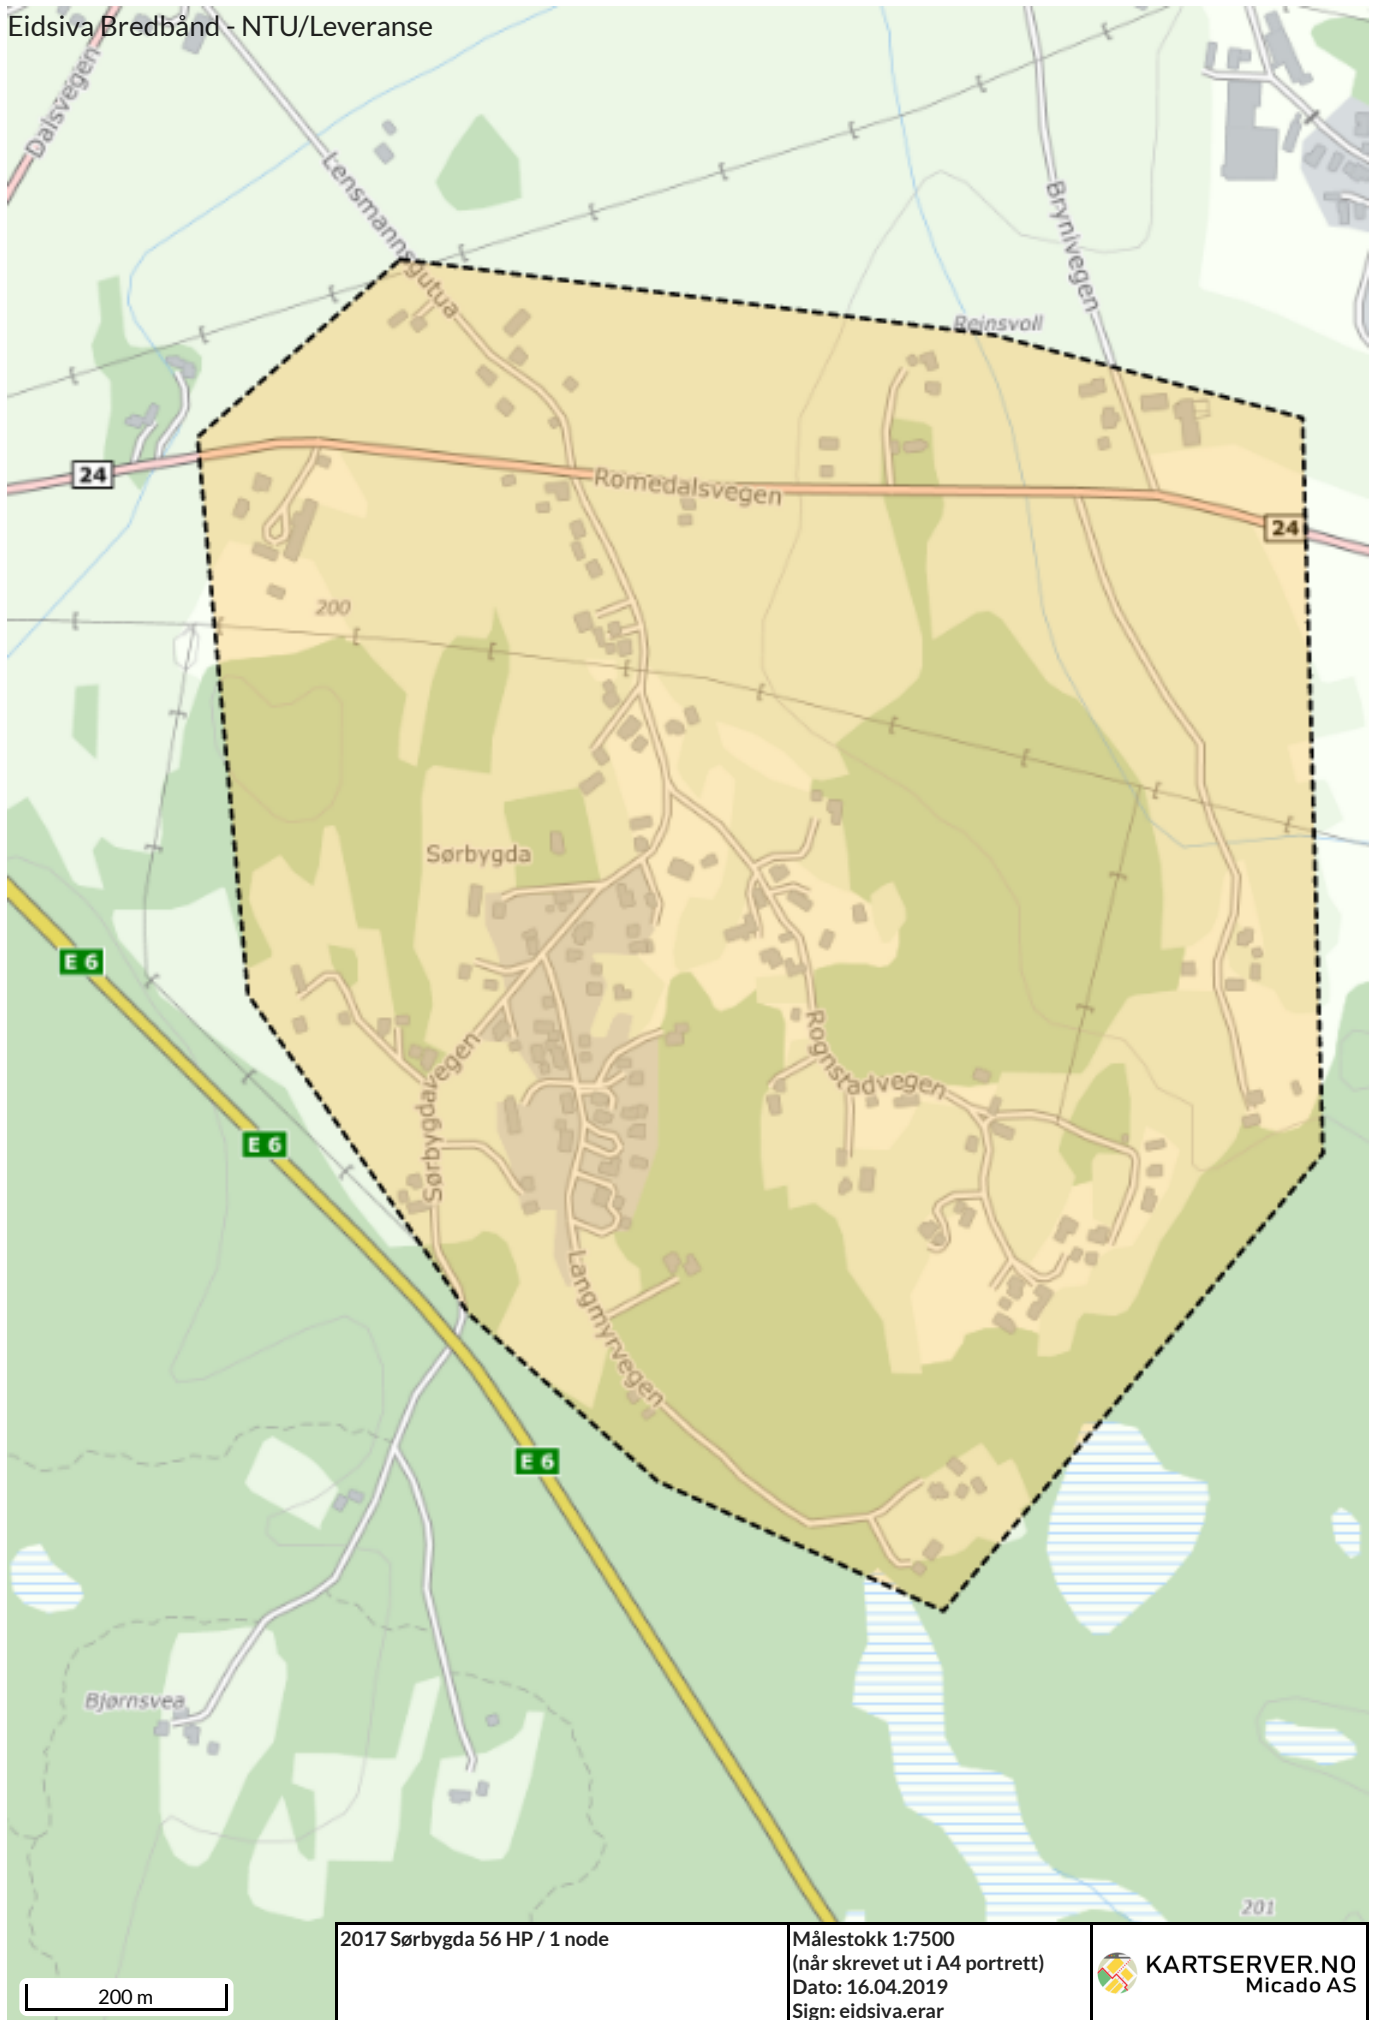 Eidsiva Bredbånd - NTU/Leveranse
Dalsvegen
Lensmannsgutua
Brynivegen
Reinsvoll
24
Romedalsvegen
24
200
Sørbygda
E 6
Rognstadvegen
Sørbygdavegen
E 6
Langmyrvegen
E 6
Bjørnsvea
201
2017 Sørbygda 56 HP / 1 node
Målestokk 1:7500
(når skrevet ut i A4 portrett)
Dato: 16.04.2019
Sign: eidsiva.erar
KARTSERVER.NO
Micado AS
200 m